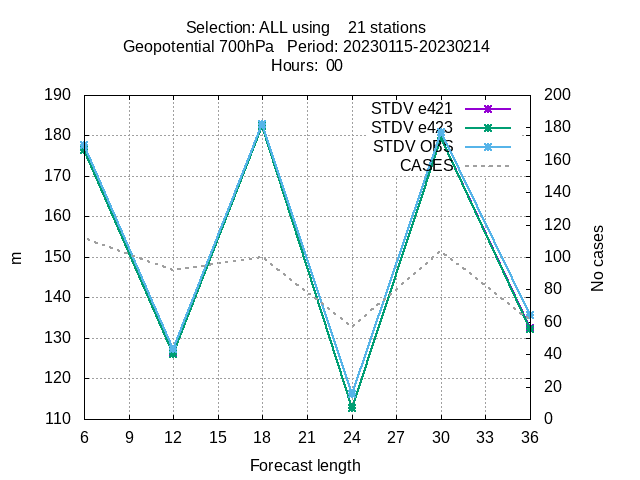 Selection: ALL using 21 stations
Geopotential 700hPa Period: 20230115-20230214
Hours: 00
190
180
170
160
150
140
130
120
110
200
180
160
140
120
100
80
60
40
20
0
STDV e421
STDV e423
STDV OBS
CASES
m
No cases
6 9 12 15 18 21 24 27 30 33 36
Forecast length